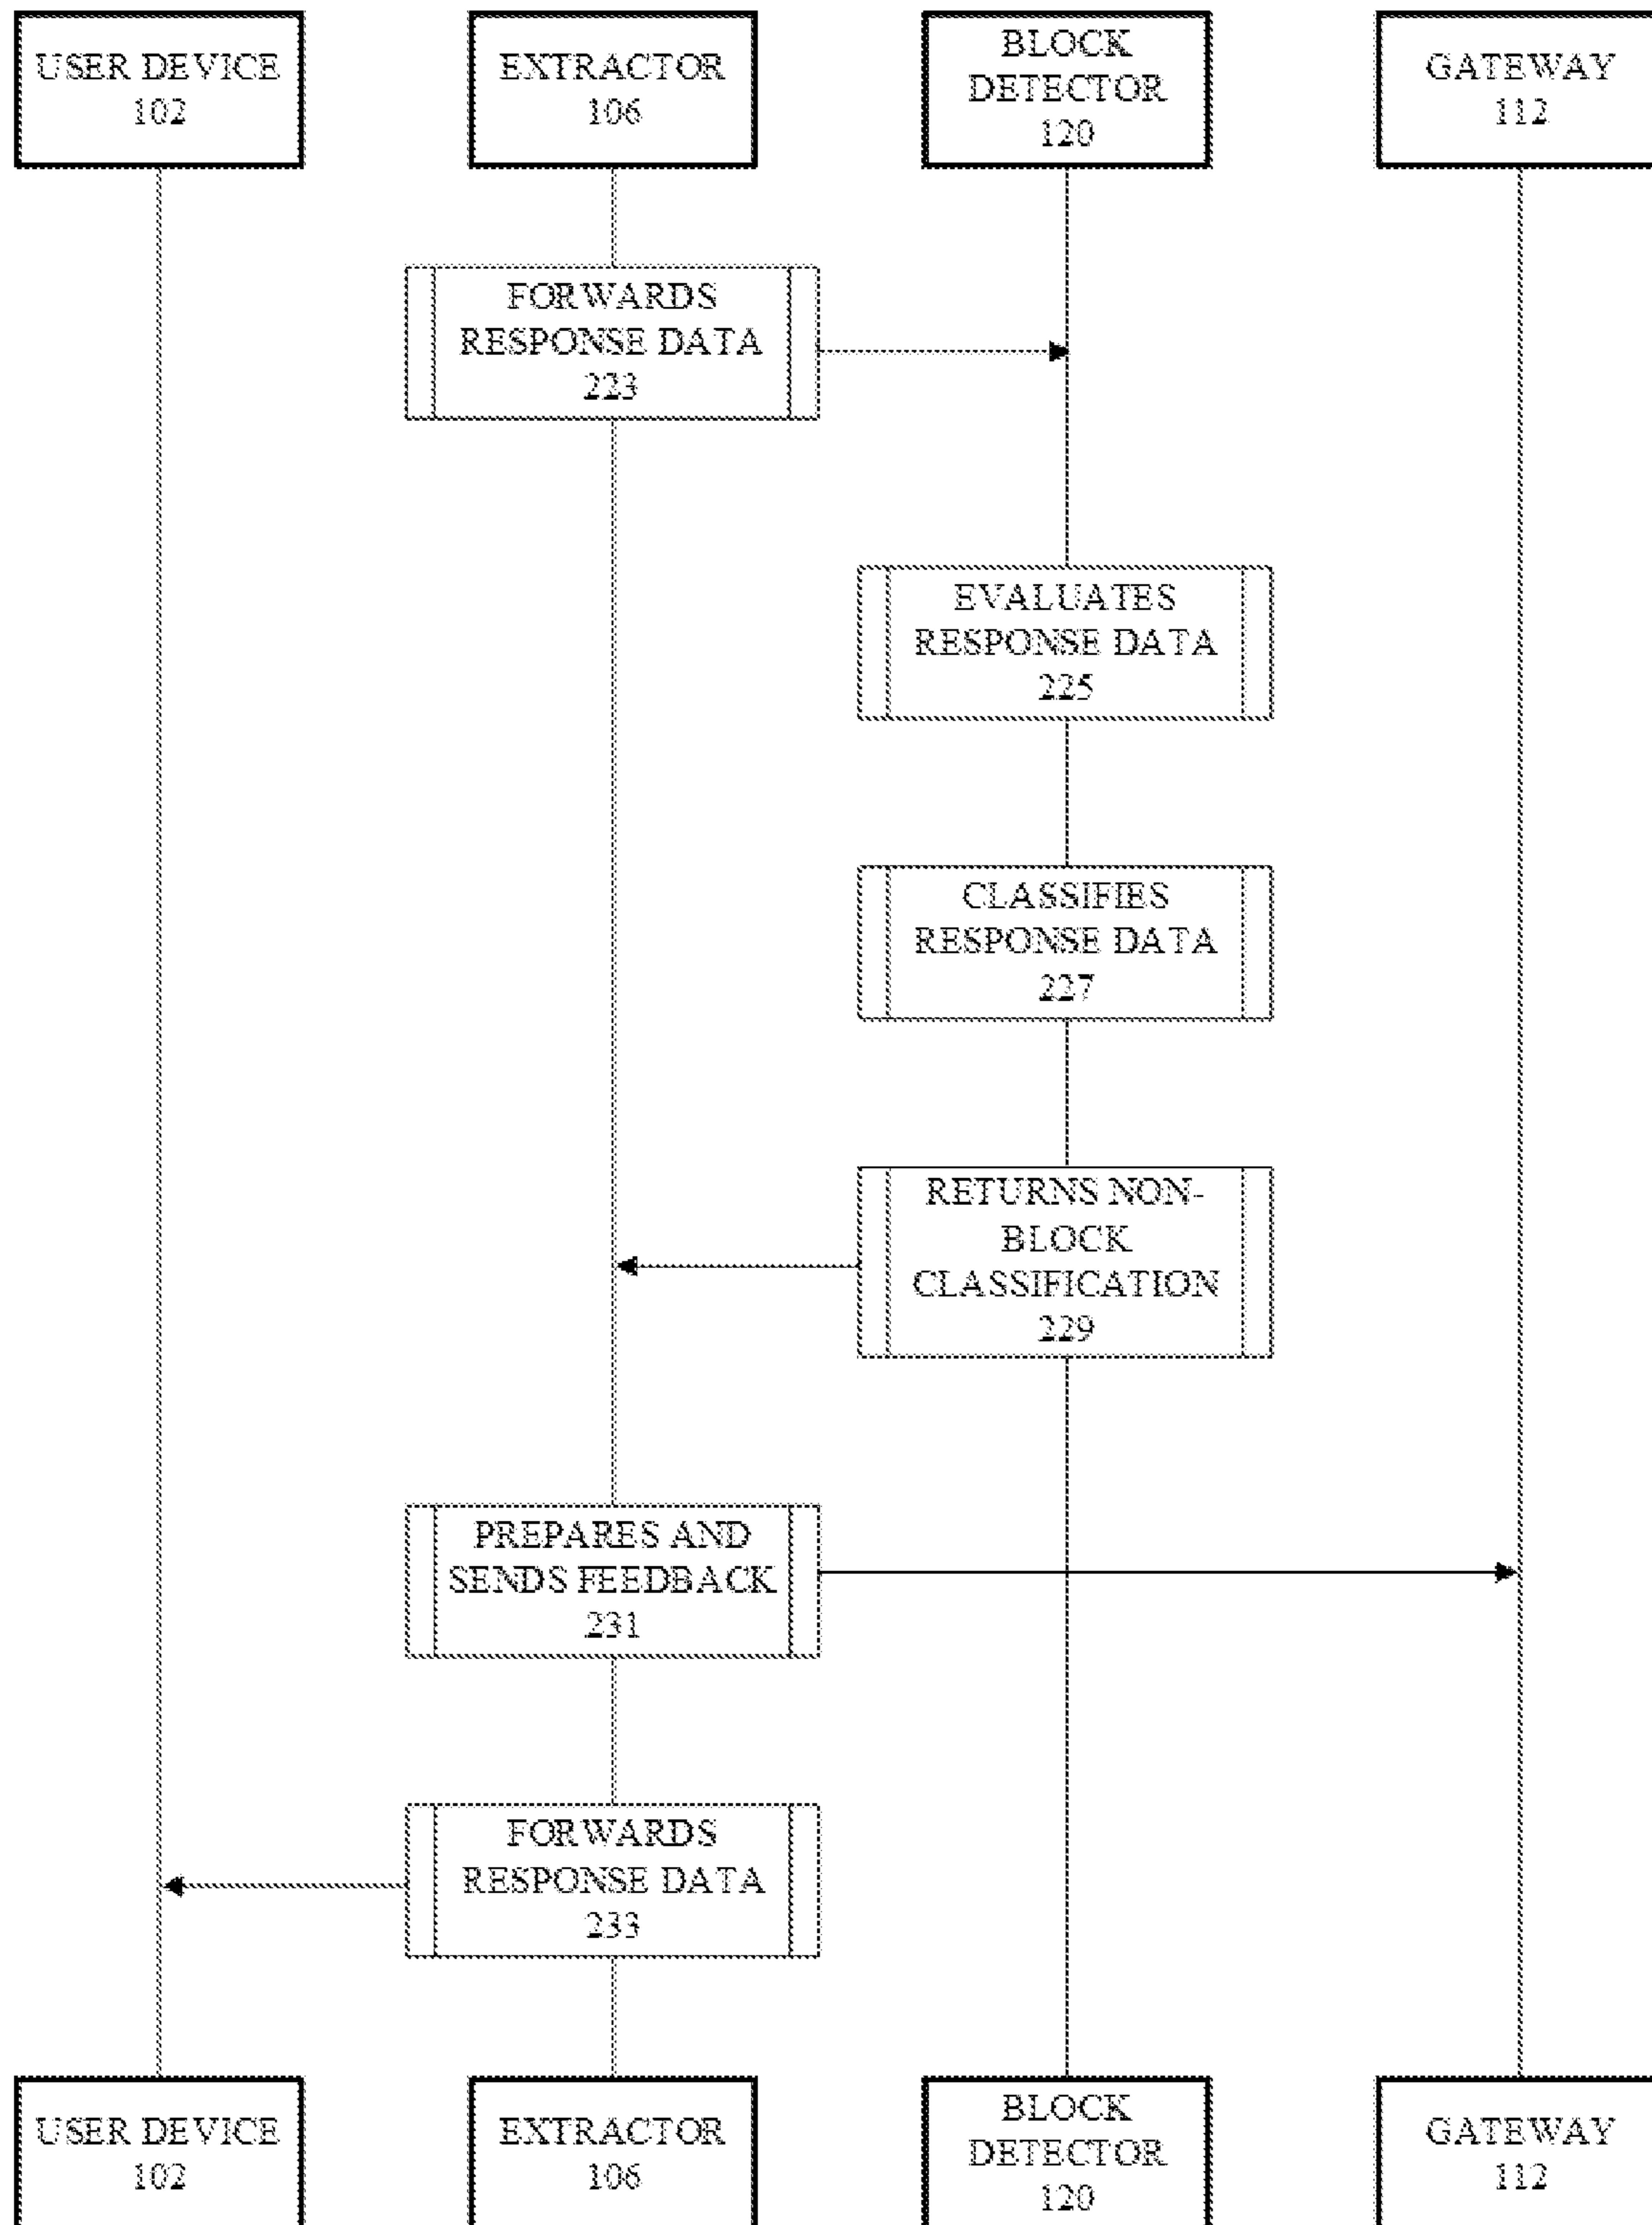 USER DEVICE
102
EXTRACTOR
106
BLOCK
DETECTOR
120
GATEWAY
112
FORWARDS
RESPONSE DATA
223
EVALUATES
RESPONSE DATA
225
CLASSIFIES
RESPONSE DATA
227
RETURNS NON-
BLOCK
CLASSIFICATION
229
PREPARES AND
SENDS FEEDBACK
231
FORWARDS
RESPONSE DATA
233
USER DEVICE
102
EXTRACTOR
106
BLOCK
DETECTOR
120
GATEWAY
112